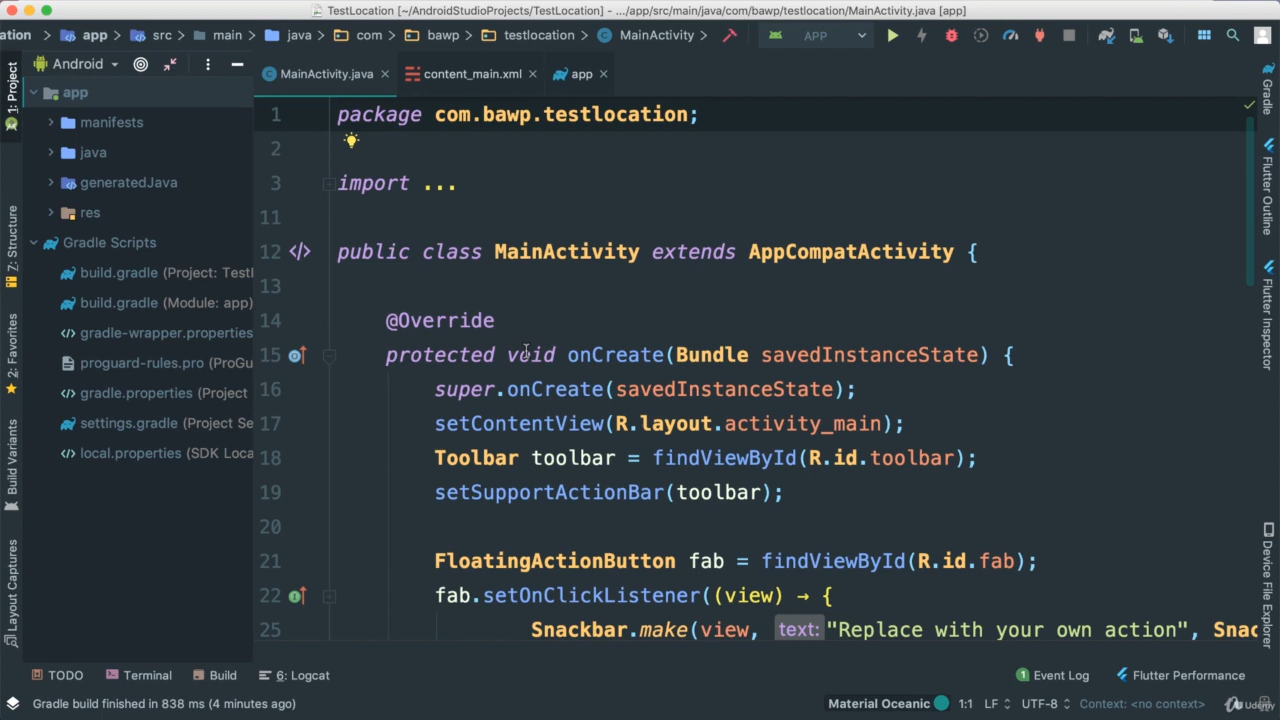 TestLocation [~/AndroidStudioProjects/TestLocation] - .../app/src/main/java/com/bawp/testlocation/MainActivity.java [app]
ation app src main java com bawp testlocation MainActivity APP
Android
MainActivity.java content_main.xml app
1: Project
Z: Structure
2: Favorites
Build Variants
Layout Captures
app
manifests
java
generatedJava
res
Gradle Scripts
build.gradle (Project: Testl
build.gradle (Module: app)
gradle-wrapper.properties
proguard-rules.pro (ProGu
gradle.properties (Project
settings.gradle (Project Se
local.properties (SDK Loca
1 package com.bawp.testlocation;
2
3 import ...
11
12 public class MainActivity extends AppCompatActivity {
13
14 @Override
15 protected void onCreate(Bundle savedInstanceState) {
16 super.onCreate(savedInstanceState);
17 setContentView(R.layout.activity_main);
18 Toolbar toolbar = findViewById(R.id.toolbar);
19 setSupportActionBar(toolbar);
20
21 FloatingActionButton fab = findViewById(R.id.fab);
22 fab.setOnClickListener((view) → {
25 Snackbar.make(view, text: "Replace with your own action", Snac
Gradle
Flutter Outline
Flutter Inspector
Device File Explorer
TODO Terminal Build 6: Logcat 1 Event Log Flutter Performance
Gradle build finished in 838 ms (4 minutes ago) Material Oceanic 1:1 LF UTF-8 Context: <no context>
Udemy